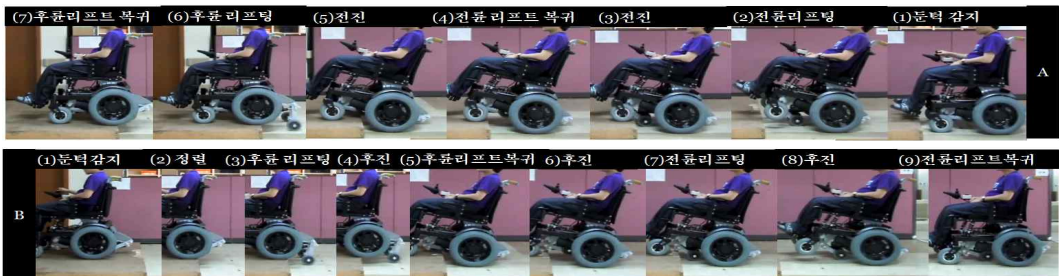 (7)후륜리프트 복귀 (6)후륜 리프팅 (5)전진 (4)전륜리프트 복귀 (3)전진 (2)전륜리프팅 (1)둔턱 감지
A
(1)둔턱감지 (2) 정렬 (3)후륜 리프팅 (4)후진 (5)후륜리프트복귀 6)후진 (7)전륜리프팅 (8)후진 (9)전륜리프트복귀
B